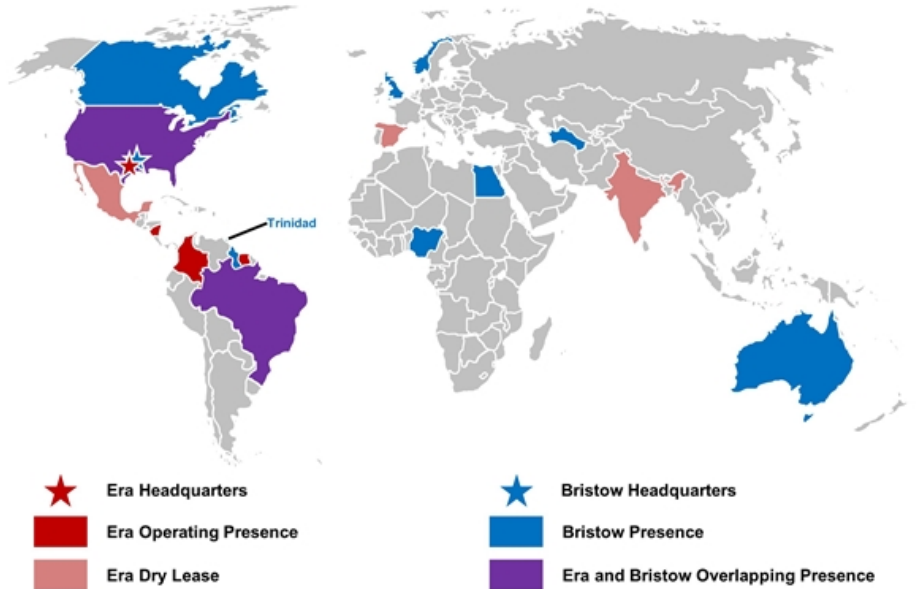 Trinidad
Era Headquarters
Bristow Headquarters
Era Operating Presence
Bristow Presence
Era Dry Lease
Era and Bristow Overlapping Presence